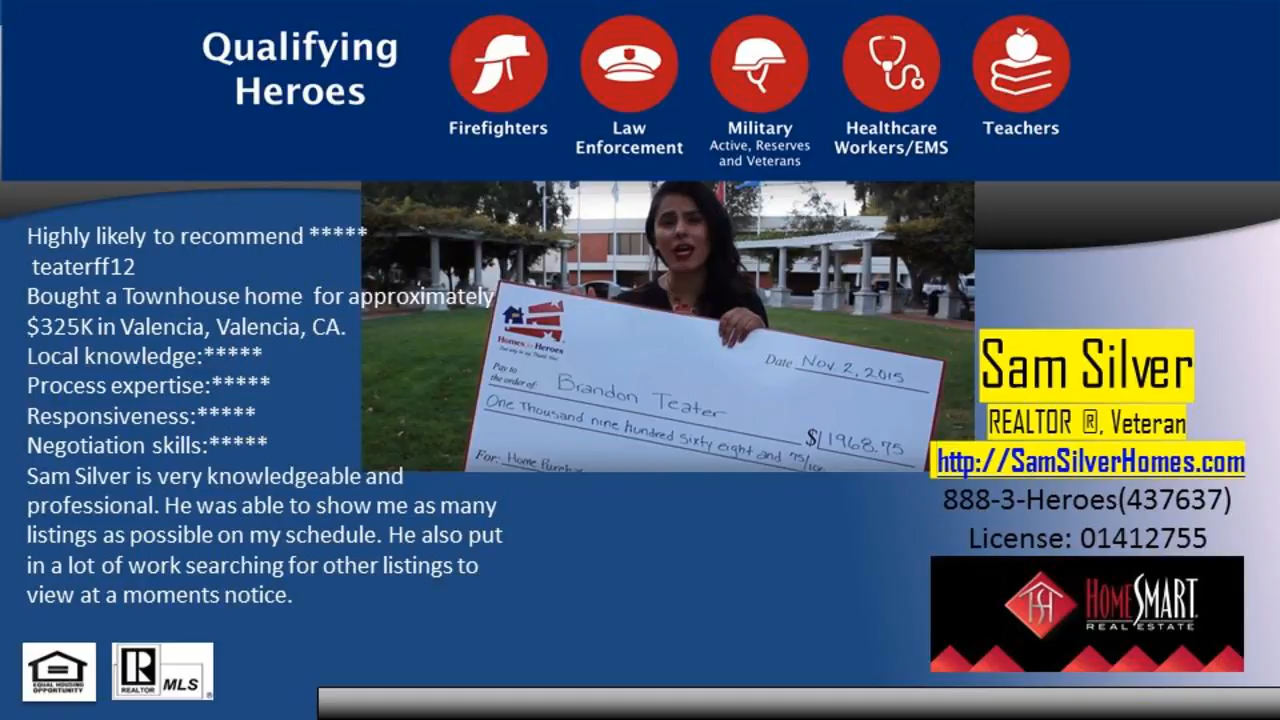 Qualifying
Heroes
Firefighters
Law
Enforcement
Military
Active, Reserves
and Veterans
Healthcare
Workers/EMS
Teachers
Highly likely to recommend *****
teaterff12
Bought a Townhouse home for approximately
$325K in Valencia, Valencia, CA.
Local knowledge:*****
Process expertise:*****
Responsiveness:*****
Negotiation skills:*****
Sam Silver is very knowledgeable and
professional. He was able to show me as many
listings as possible on my schedule. He also put
in a lot of work searching for other listings to
view at a moments notice.
Homes for Heroes
Date Nov 2, 2015
Pay to
the order of: Brandon Teater
$1968.75
One Thousand nine hundred sixty eight and 75/100
For: Home
Sam Silver
REALTOR ®, Veteran
http://SamSilverHomes.com
888-3-Heroes(437637)
License: 01412755
HS
HOMESMART
REAL ESTATE
EQUAL HOUSING
OPPORTUNITY
R
REALTOR
MLS